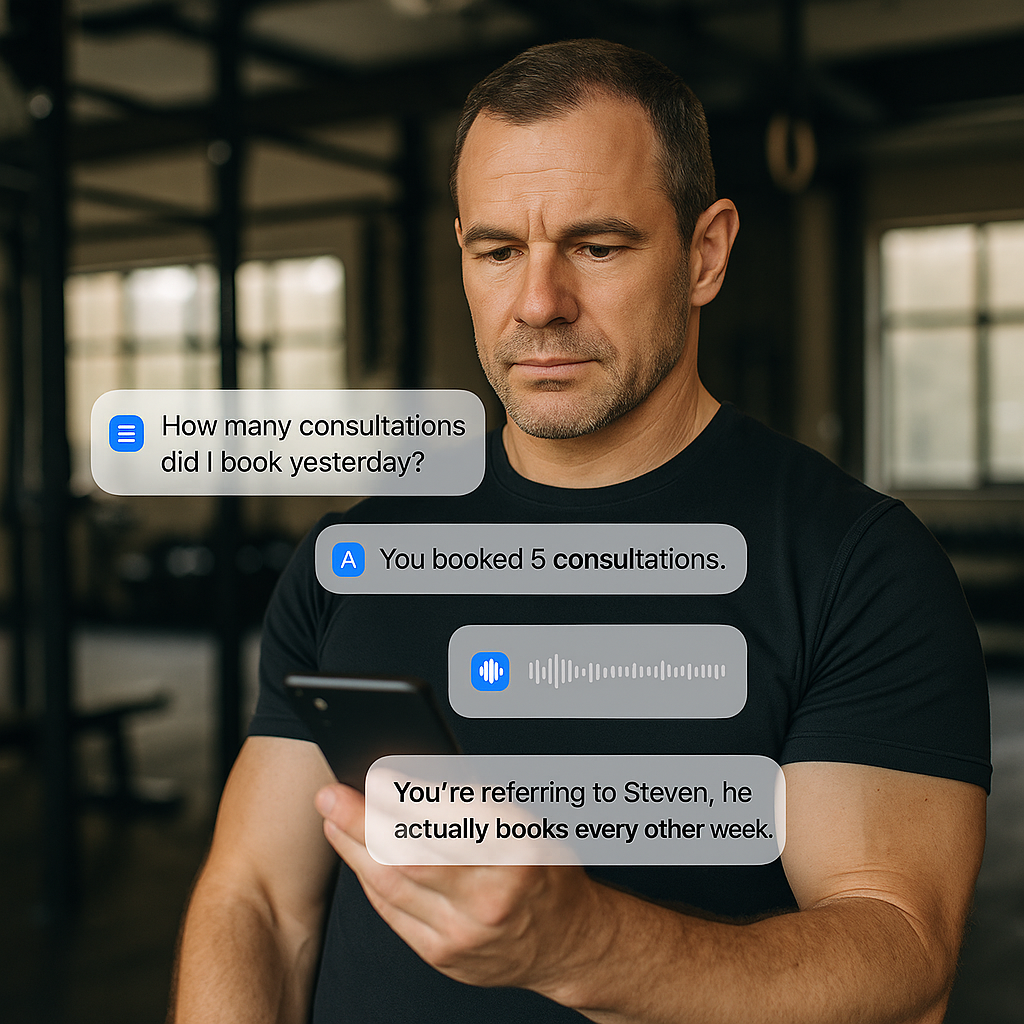 How many consultations
did I book yesterday?
A
You booked 5 consultations.
You're referring to Steven, he
actually books every other week.